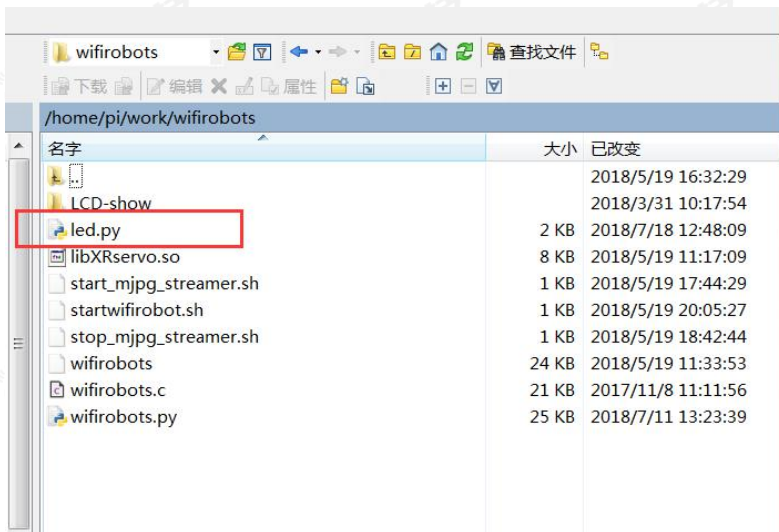 wifirobots 查找文件
下载 编辑 属性
/home/pi/work/wifirobots
名字 大小 已改变
.. 2018/5/19 16:32:29
LCD-show 2018/3/31 10:17:54
led.py 2 KB 2018/7/18 12:48:09
libXRservo.so 8 KB 2018/5/19 11:17:09
start_mjpg_streamer.sh 1 KB 2018/5/19 17:44:29
startwifirobot.sh 1 KB 2018/5/19 20:05:27
stop_mjpg_streamer.sh 1 KB 2018/5/19 18:42:44
wifirobots 24 KB 2018/5/19 11:33:53
wifirobots.c 21 KB 2017/11/8 11:11:56
wifirobots.py 25 KB 2018/7/11 13:23:39